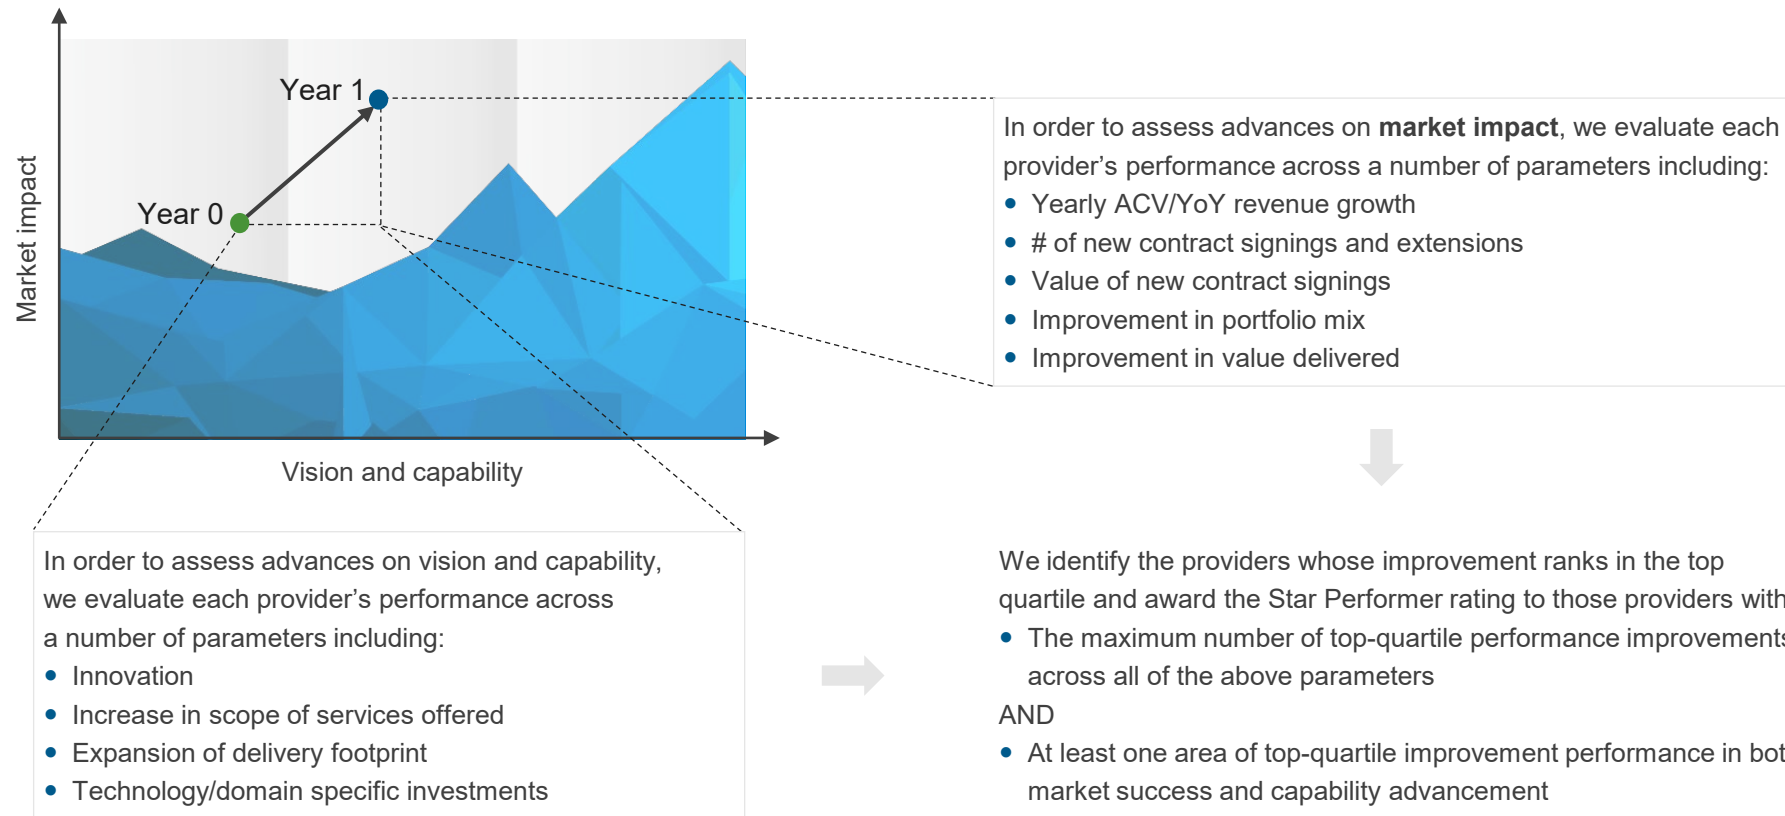 Year 1
Year 0
Market impact
Vision and capability
In order to assess advances on market impact, we evaluate each
provider’s performance across a number of parameters including:
• Yearly ACV/YoY revenue growth
• # of new contract signings and extensions
• Value of new contract signings
• Improvement in portfolio mix
• Improvement in value delivered
In order to assess advances on vision and capability,
we evaluate each provider’s performance across
a number of parameters including:
• Innovation
• Increase in scope of services offered
• Expansion of delivery footprint
• Technology/domain specific investments
We identify the providers whose improvement ranks in the top
quartile and award the Star Performer rating to those providers with
• The maximum number of top-quartile performance improvements
across all of the above parameters
AND
• At least one area of top-quartile improvement performance in bot
market success and capability advancement